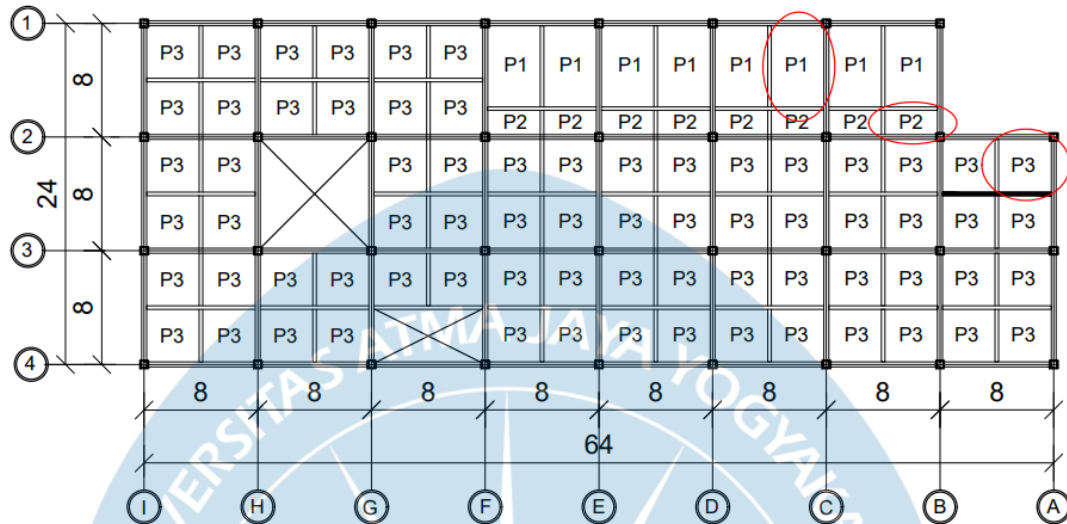 1
P3 P3 P3 P3 P3 P3 P1 P1 P1 P1 P1 P1 P1 P1
8
P3 P3 P3 P3 P3 P3 P2 P2 P2 P2 P2 P2 P2 P2
2
P3 P3 P3 P3 P3 P3 P3 P3 P3 P3 P3 P3 P3 P3
24
8
P3 P3 P3 P3 P3 P3 P3 P3 P3 P3 P3 P3 P3 P3
3
P3 P3 P3 P3 P3 P3 P3 P3 P3 P3 P3 P3 P3 P3 P3 P3
8
P3 P3 P3 P3 P3 P3 P3 P3 P3 P3 P3 P3 P3 P3
4
8 8 8 8 8 8 8 8
64
I H G F E D C B A
VERSITAS ATMA JAYA YOGYAKA